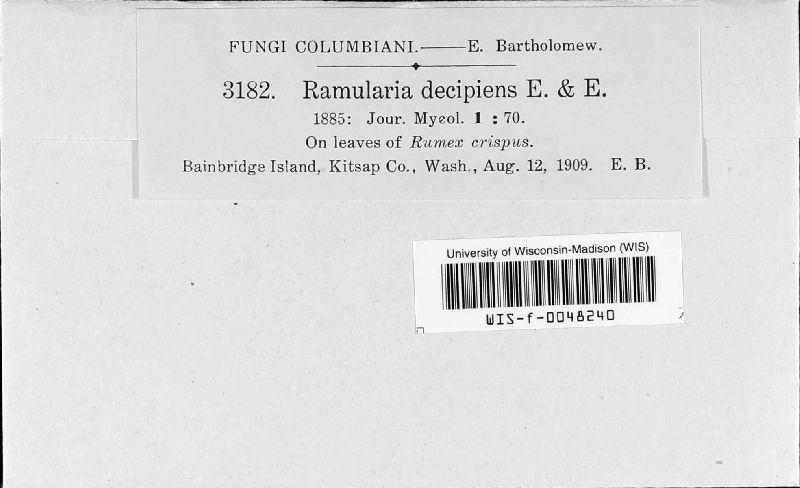 FUNGI COLUMBIANI.——E. Bartholomew.
3182. Ramularia decipiens E. & E.
1885: Jour. Mycol. 1 : 70.
On leaves of Rumex crispus.
Bainbridge Island, Kitsap Co., Wash., Aug. 12, 1909. E. B.
University of Wisconsin-Madison (WIS)
WIS-f-0048240